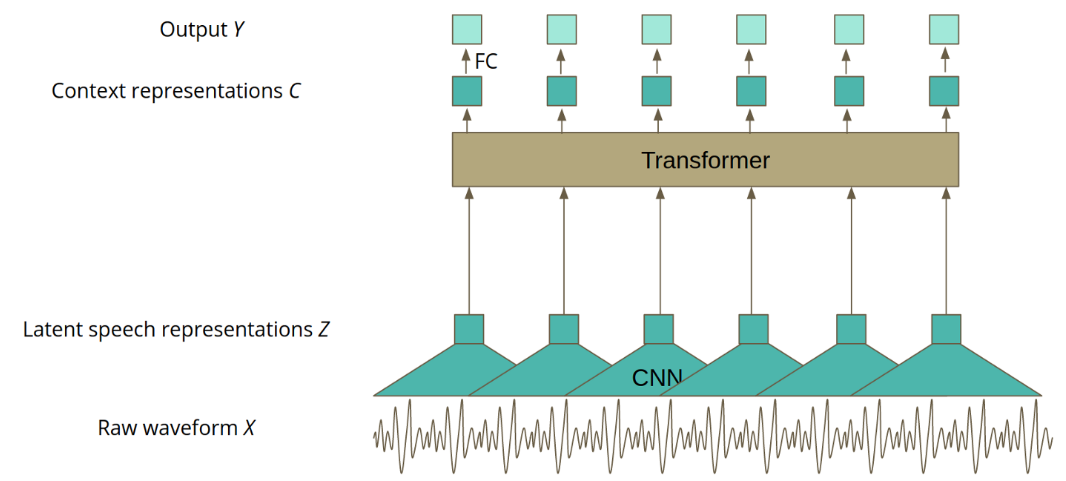 Output Y
FC
Context representations C
Transformer
Latent speech representations Z
CNN
Raw waveform X